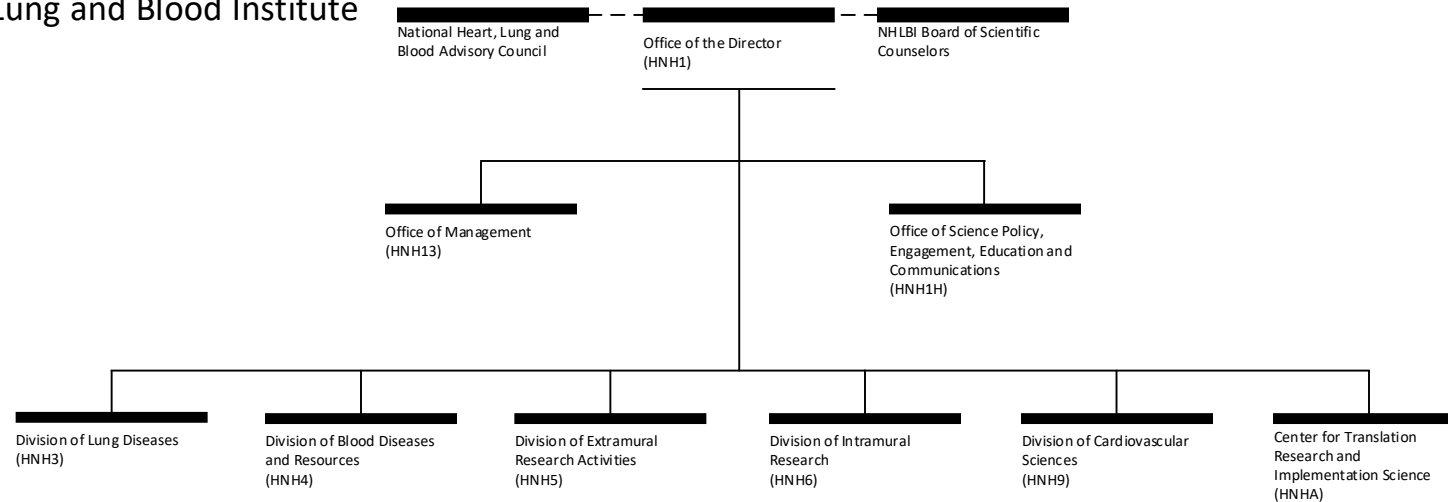 Lung and Blood Institute
National Heart, Lung and
Blood Advisory Council
Office of the Director
(HNH1)
NHLBI Board of Scientific
Counselors
Office of Management
(HNH13)
Office of Science Policy,
Engagement, Education and
Communications
(HNH1H)
Division of Lung Diseases
(HNH3)
Division of Blood Diseases
and Resources
(HNH4)
Division of Extramural
Research Activities
(HNH5)
Division of Intramural
Research
(HNH6)
Division of Cardiovascular
Sciences
(HNH9)
Center for Translation
Research and
Implementation Science
(HNHA)